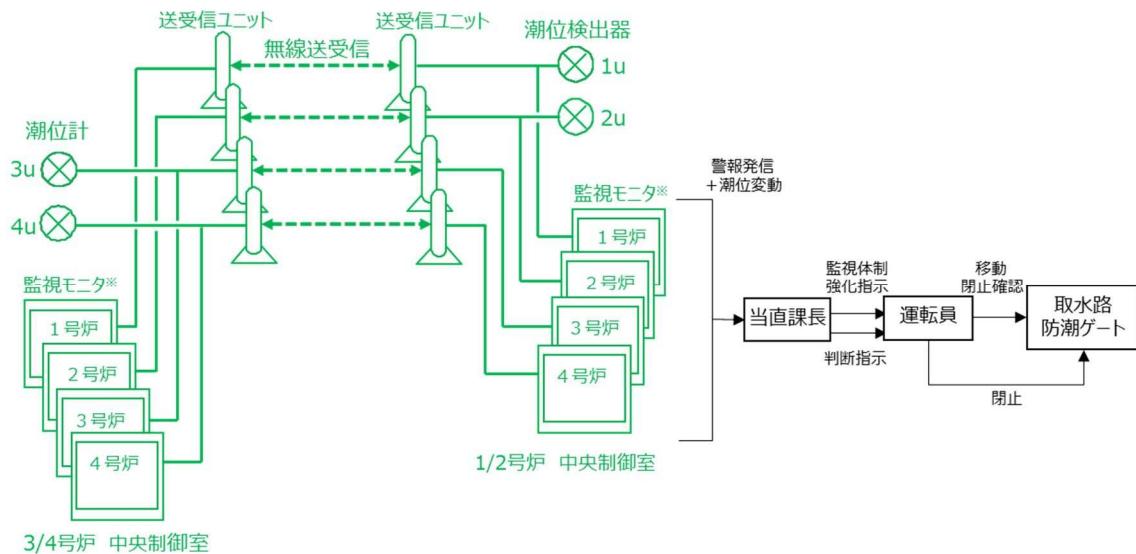 送受信ユニット
送受信ユニット
潮位検出器
無線送受信
1u
2u
潮位計
3u
4u
警報発信
+潮位変動
監視モニタ※
1号炉
2号炉
3号炉
4号炉
1/2号炉 中央制御室
監視モニタ※
1号炉
2号炉
3号炉
4号炉
3/4号炉 中央制御室
当直課長
監視体制
強化指示
判断指示
運転員
移動
閉止確認
閉止
取水路
防潮ゲート